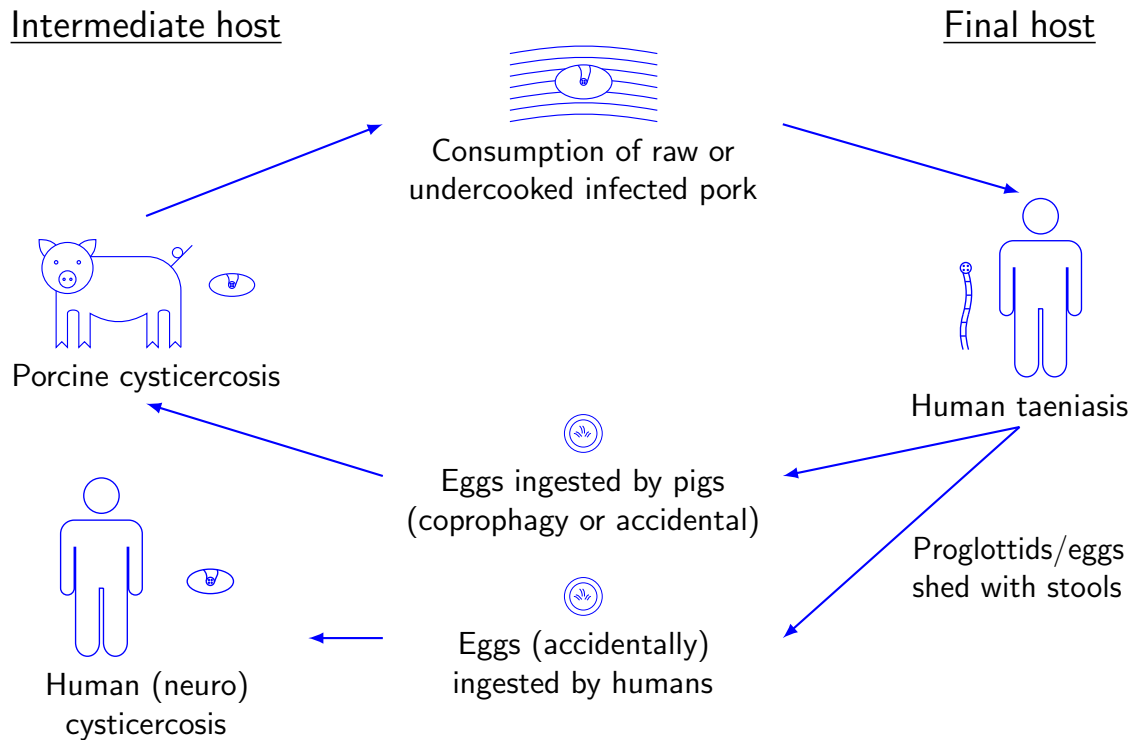 Intermediate host
Final host
Consumption of raw or
undercooked infected pork
Porcine cysticercosis
Human taeniasis
Eggs ingested by pigs
(coprophagy or accidental)
Proglottids/eggs
shed with stools
Eggs (accidentally)
ingested by humans
Human (neuro)
cysticercosis